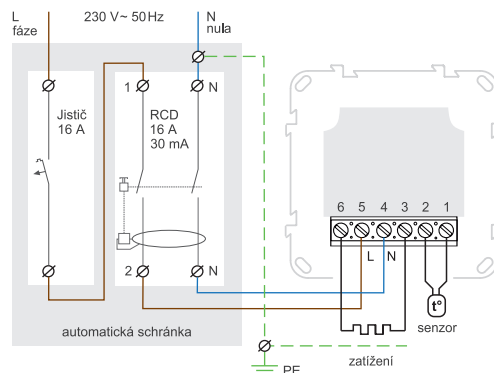 L 230 V~ 50 Hz N
fáze nula
Jistič
16 A
1 RCD N
16 A
30 mA
6 5 4 3 2 1
L N
2 N
t°
senzor
automatická schránka
zatížení
PE